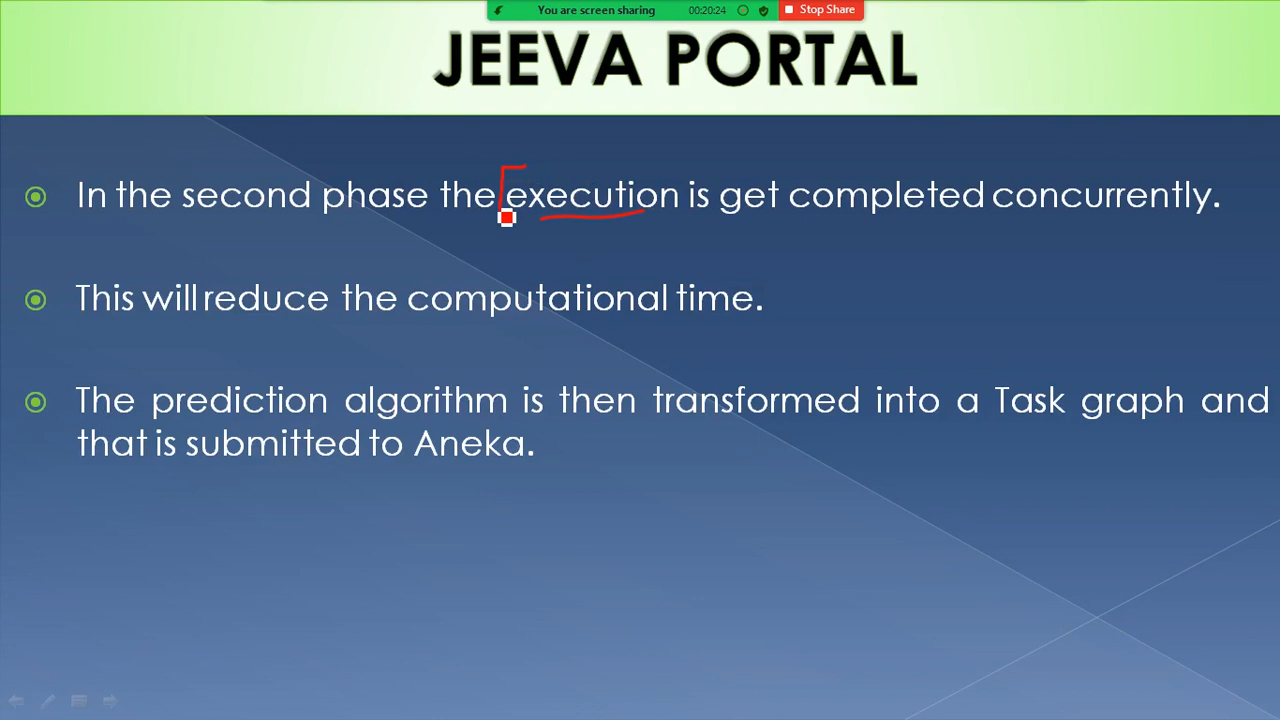 You are screen sharing 00:20:24 Stop Share
JEEVA PORTAL
In the second phase the execution is get completed concurrently.
This will reduce the computational time.
The prediction algorithm is then transformed into a Task graph and
that is submitted to Aneka.